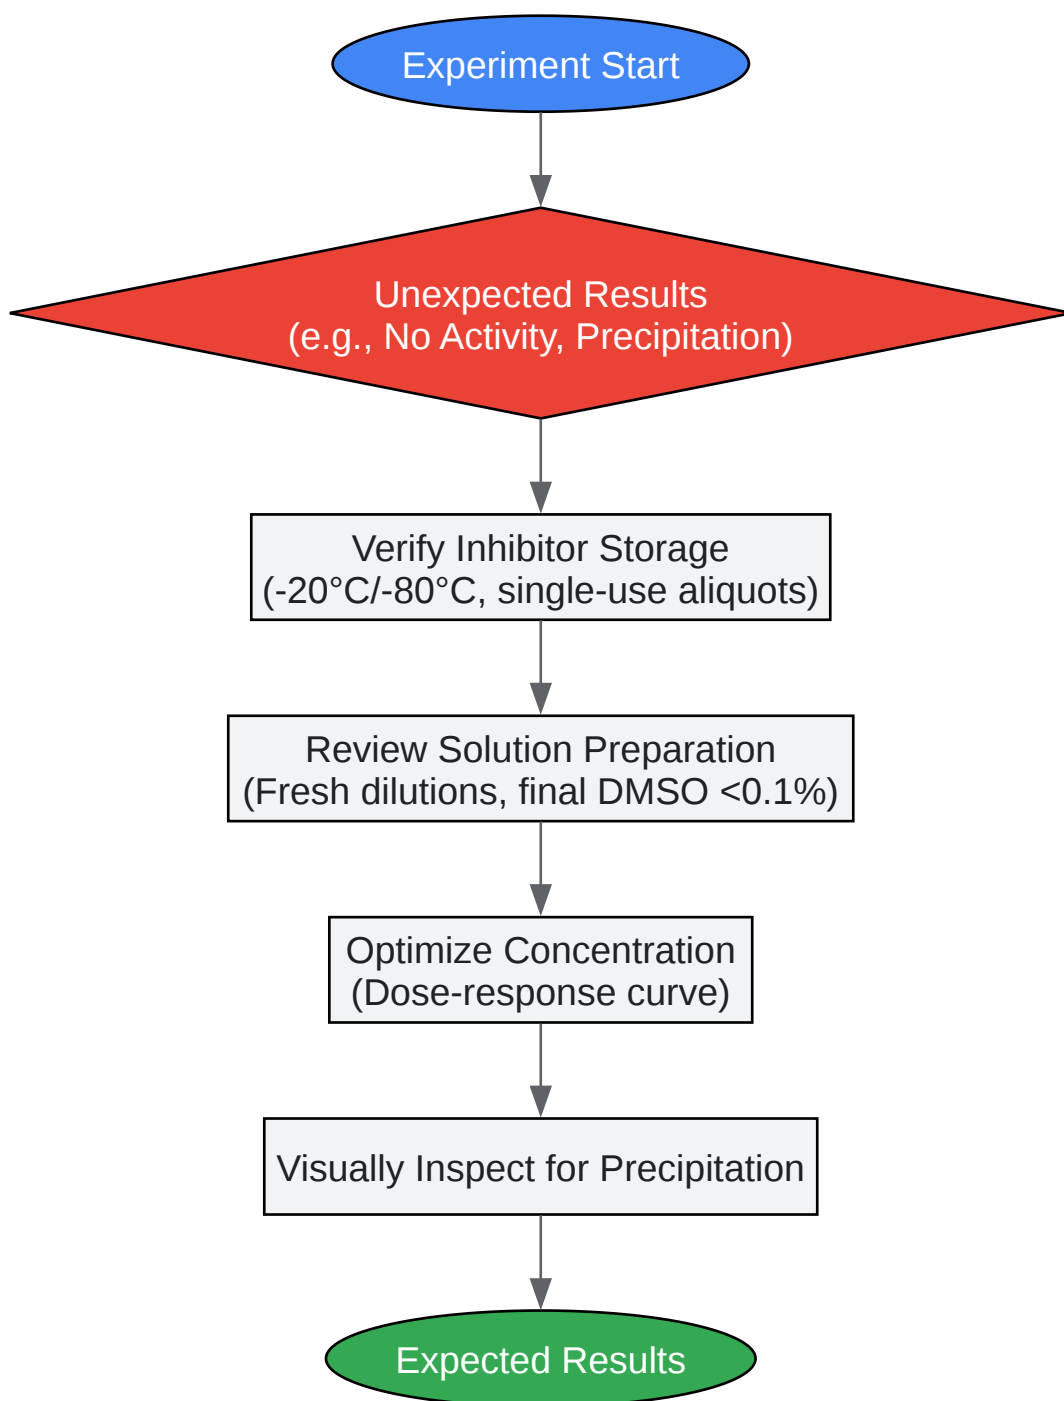 Experiment Start
Unexpected Results
(e.g., No Activity, Precipitation)
Verify Inhibitor Storage
(-20°C/-80°C, single-use aliquots)
Review Solution Preparation
(Fresh dilutions, final DMSO <0.1%)
Optimize Concentration
(Dose-response curve)
Visually Inspect for Precipitation
Expected Results